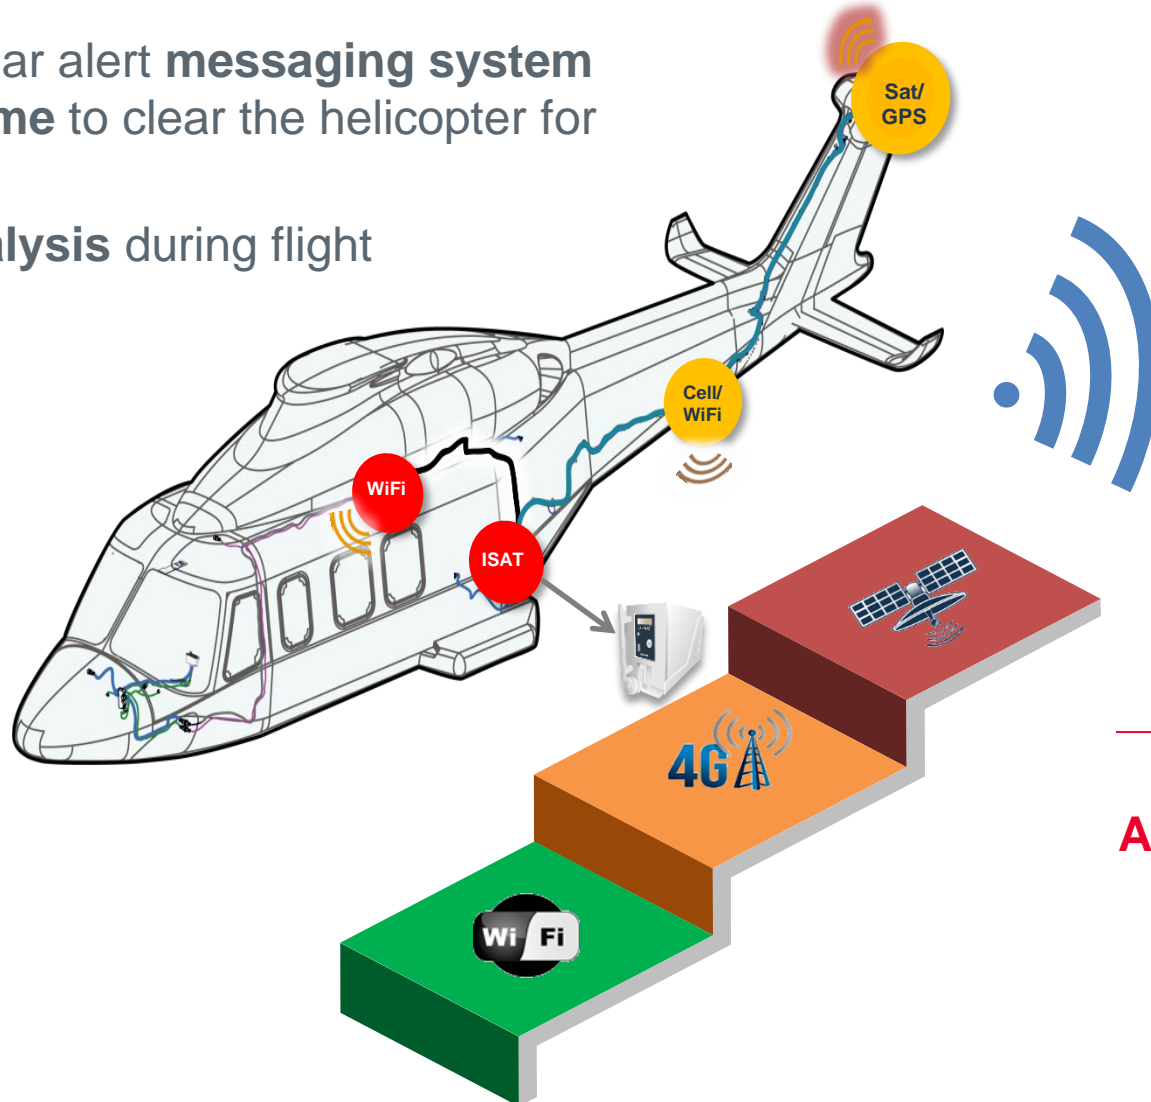 ar alert messaging system
me to clear the helicopter for
alysis during flight
Sat/
GPS
Cell/
WiFi
WiFi
ISAT
4G
A
Wi Fi